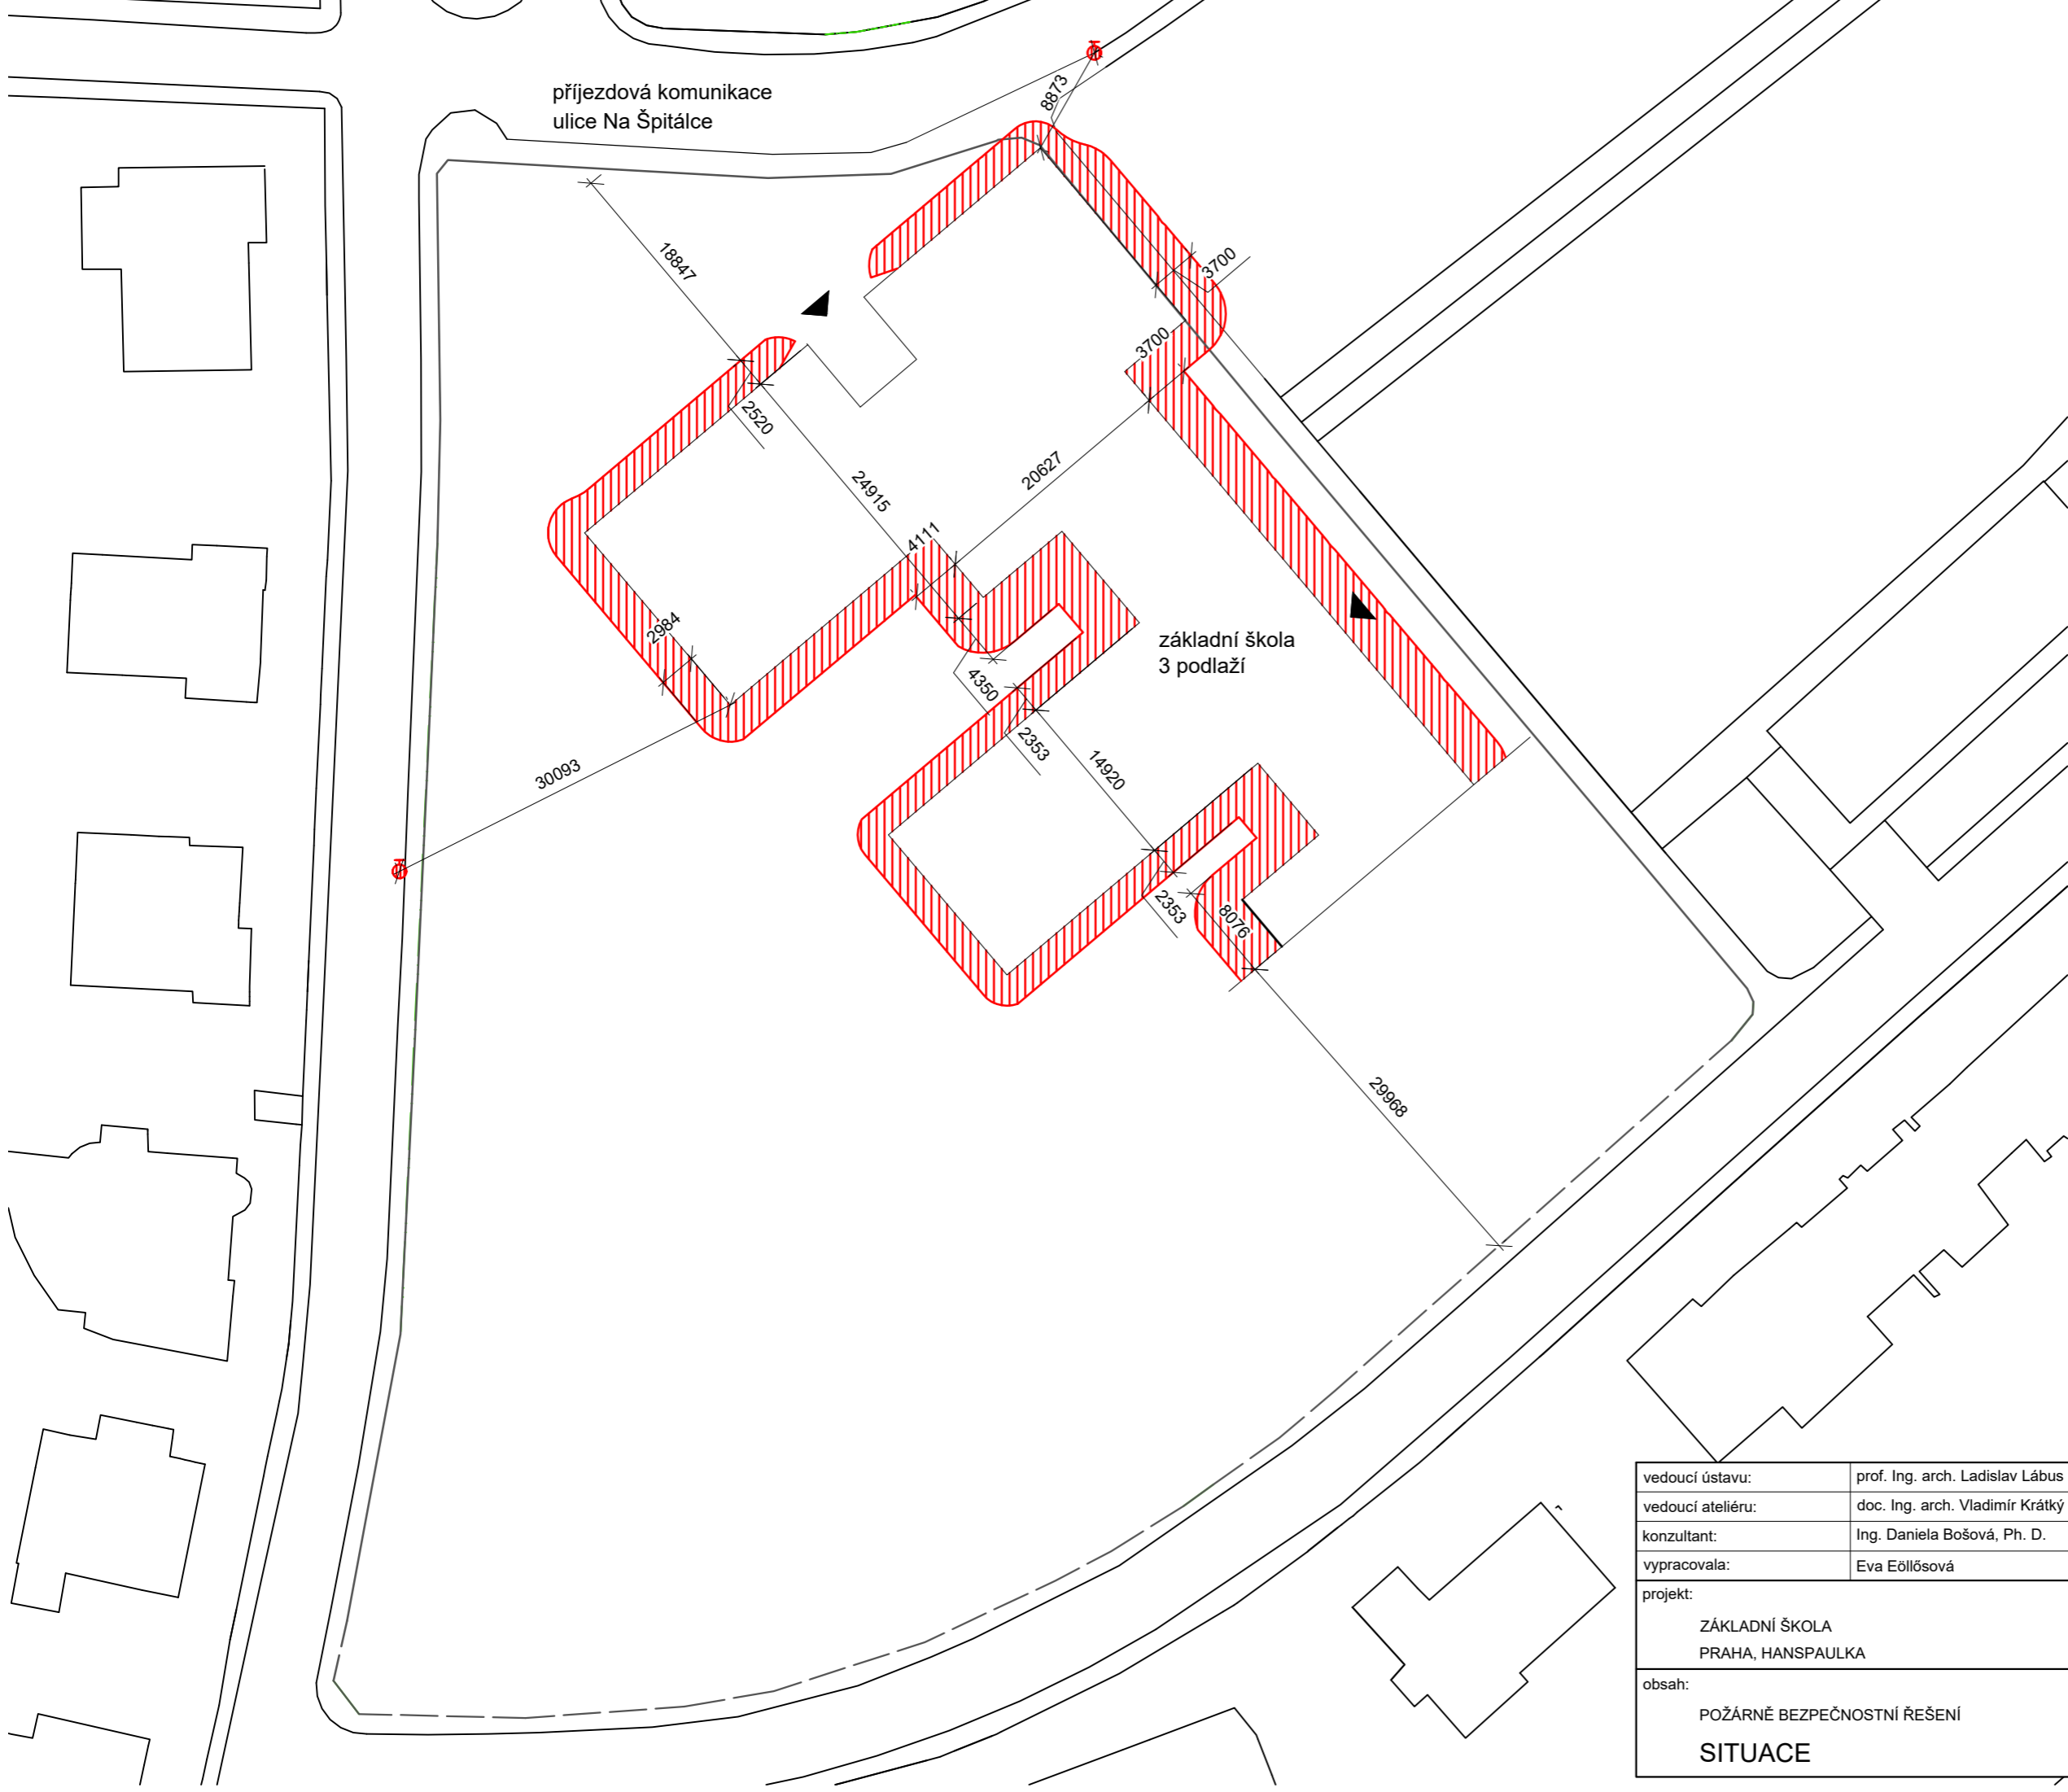 příjezdová komunikace
ulice Na Špitálce
8873
18847
3700
3700
2520
24915
20627
4111
2984
základní škola
3 podlaží
4350
2353
14920
30093
2353
8076
29968
vedoucí ústavu: prof. Ing. arch. Ladislav Lábus
vedoucí ateliéru: doc. Ing. arch. Vladimír Krátký
konzultant: Ing. Daniela Bošová, Ph. D.
vypracovala: Eva Eöllősová
projekt:
ZÁKLADNÍ ŠKOLA
PRAHA, HANSPAULKA
obsah:
POŽÁRNĚ BEZPEČNOSTNÍ ŘEŠENÍ
SITUACE